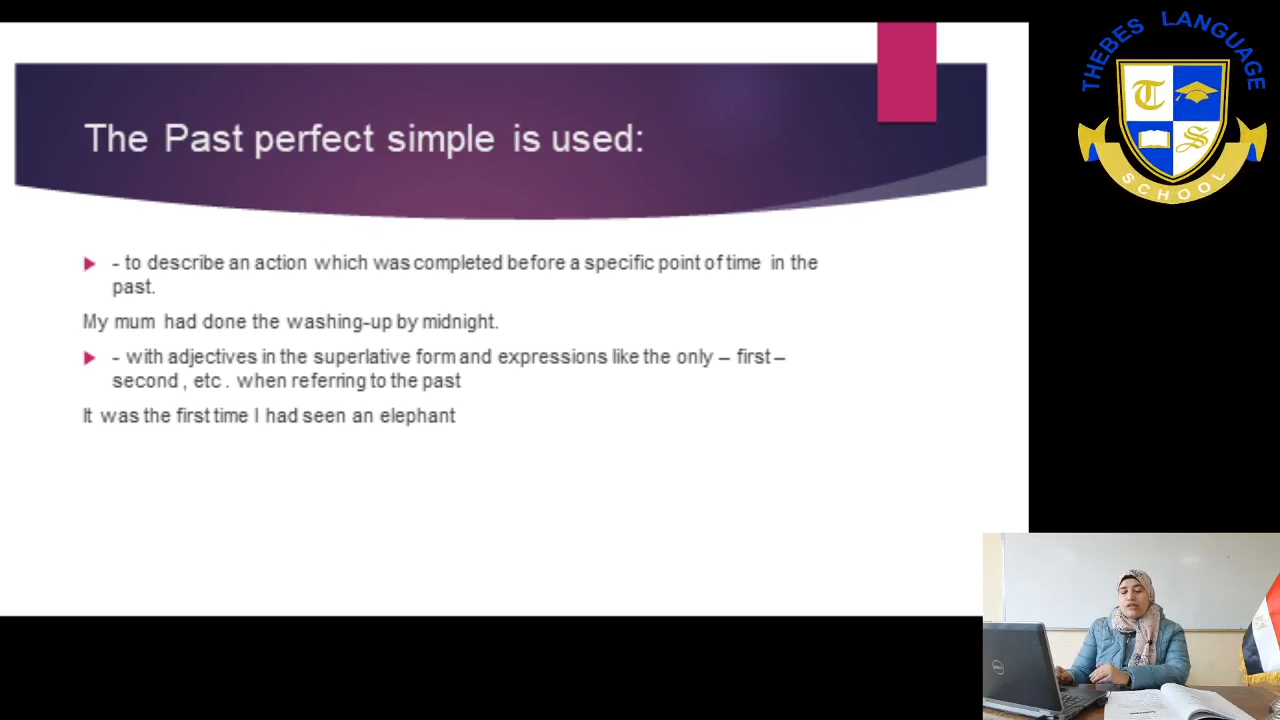 The Past perfect simple is used:
- to describe an action which was completed before a specific point of time in the
past.
My mum had done the washing-up by midnight.
- with adjectives in the superlative form and expressions like the only – first –
second , etc . when referring to the past
It was the first time I had seen an elephant
THEBES LANGUAGE
T
S
SCHOOL
DELL